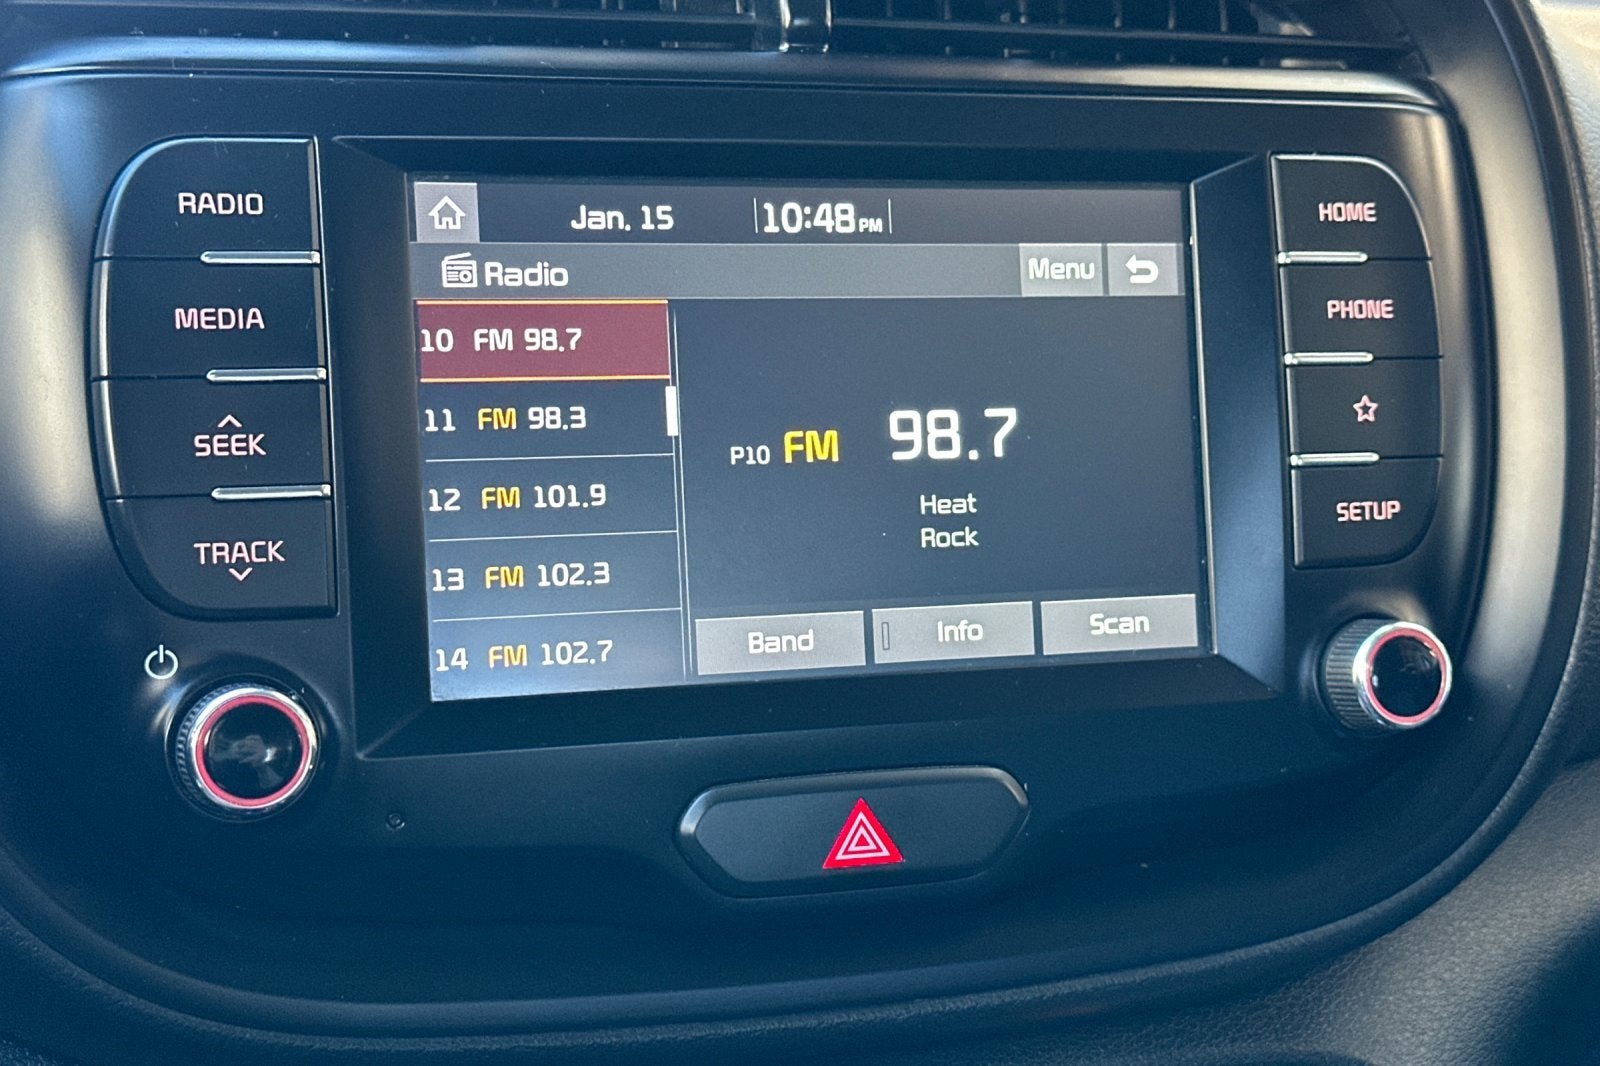 RADIO
MEDIA
SEEK
TRACK
Jan. 15 10:48 PM
Radio Menu
10 FM 98.7
11 FM 98.3
12 FM 101.9
13 FM 102.3
14 FM 102.7
P10 FM 98.7
Heat
Rock
Band Info Scan
HOME
PHONE
SETUP